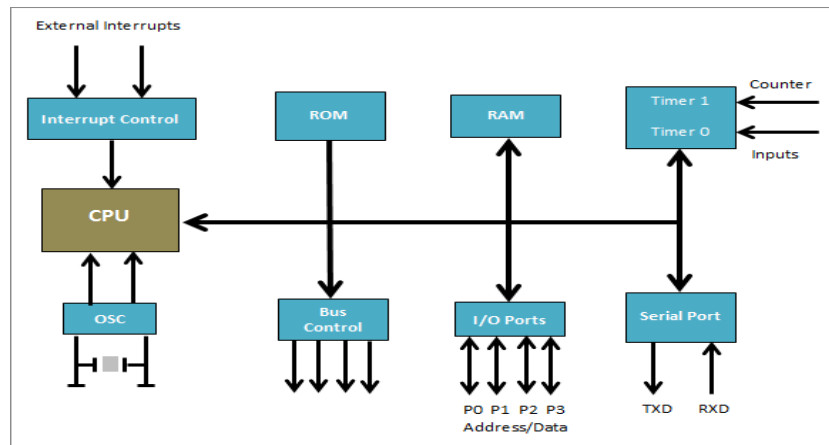 External Interrupts
Interrupt Control
ROM
RAM
Timer 1
Timer 0
Counter
Inputs
CPU
OSC
Bus
Control
I/O Ports
Serial Port
P0 P1 P2 P3
Address/Data
TXD RXD